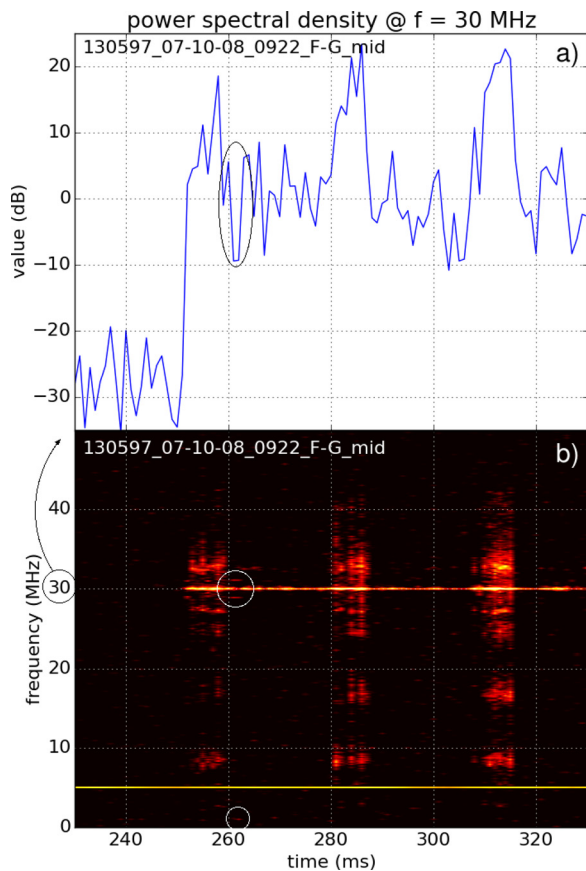 power spectral density @ f = 30 MHz
130597_07-10-08_0922_F-G_mid
a)
20
10
0
−10
−20
−30
value (dB)
130597_07-10-08_0922_F-G_mid
b)
40
30
20
10
0
frequency (MHz)
240
260
280
300
320
time (ms)